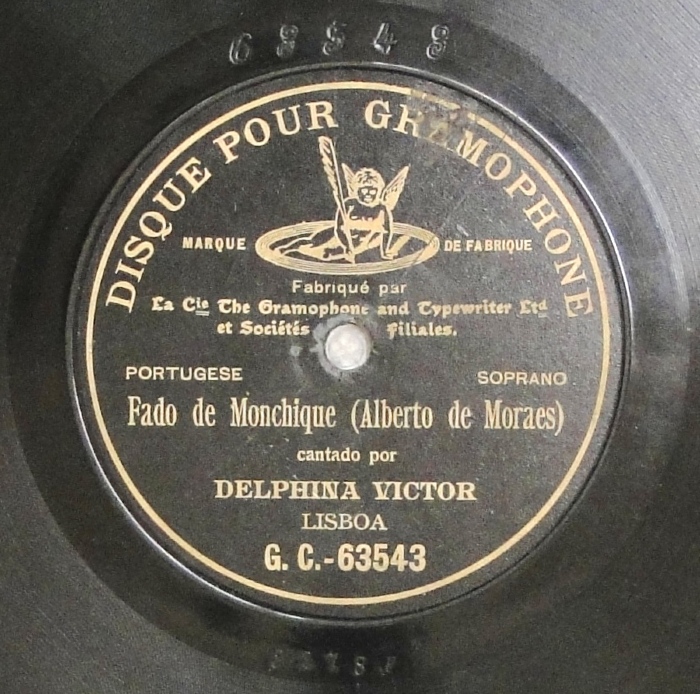 63543
DISQUE POUR GRAMOPHONE
MARQUE DE FABRIQUE
Fabriqué par
La Cie The Gramophone and Typewriter Ltd
et Sociétés Filiales.
PORTUGESE SOPRANO
Fado de Monchique (Alberto de Moraes)
cantado por
DELPHINA VICTOR
LISBOA
G. C.-63543